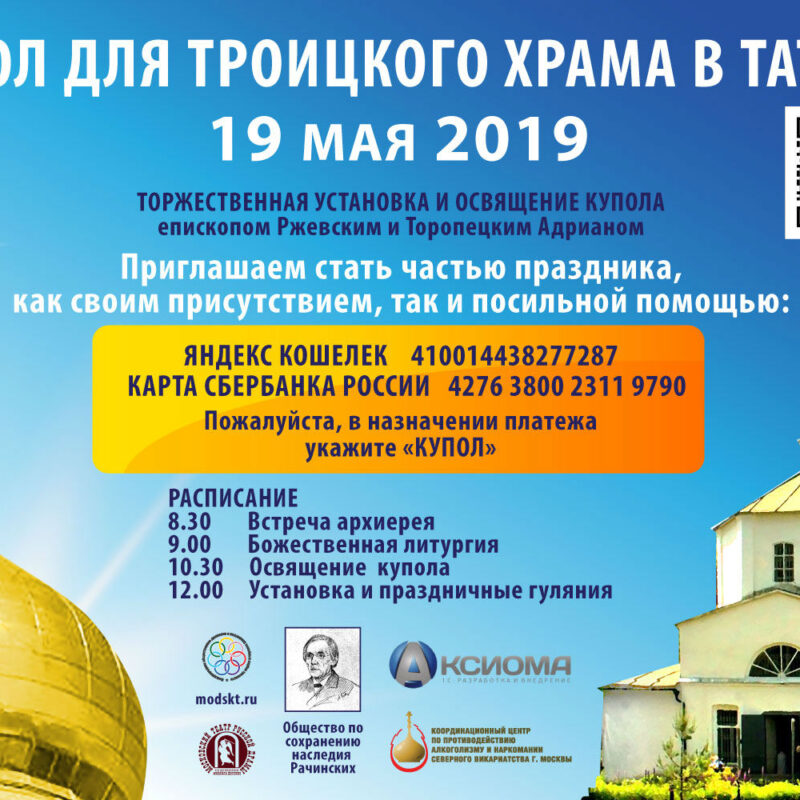 ОЛ ДЛЯ ТРОИЦКОГО ХРАМА В ТАТ
19 МАЯ 2019
ТОРЖЕСТВЕННАЯ УСТАНОВКА И ОСВЯЩЕНИЕ КУПОЛА
епископом Ржевским и Торопецким Адрианом
Приглашаем стать частью праздника,
как своим присутствием, так и посильной помощью:
ЯНДЕКС КОШЕЛЕК 410014438277287
КАРТА СБЕРБАНКА РОССИИ 4276 3800 2311 9790
Пожалуйста, в назначении платежа
укажите «КУПОЛ»
РАСПИСАНИЕ
8.30 Встреча архиерея
9.00 Божественная литургия
10.30 Освящение купола
12.00 Установка и праздничные гуляния
modskt.ru
АКСИОМА
1С: РАЗРАБОТКА И ВНЕДРЕНИЕ
Общество по
сохранению
наследия
Рачинских
КООРДИНАЦИОННЫЙ ЦЕНТР
ПО ПРОТИВОДЕЙСТВИЮ
АЛКОГОЛИЗМУ И НАРКОМАНИИ
СЕВЕРНОГО ВИКАРИАТСТВА Г. МОСКВЫ